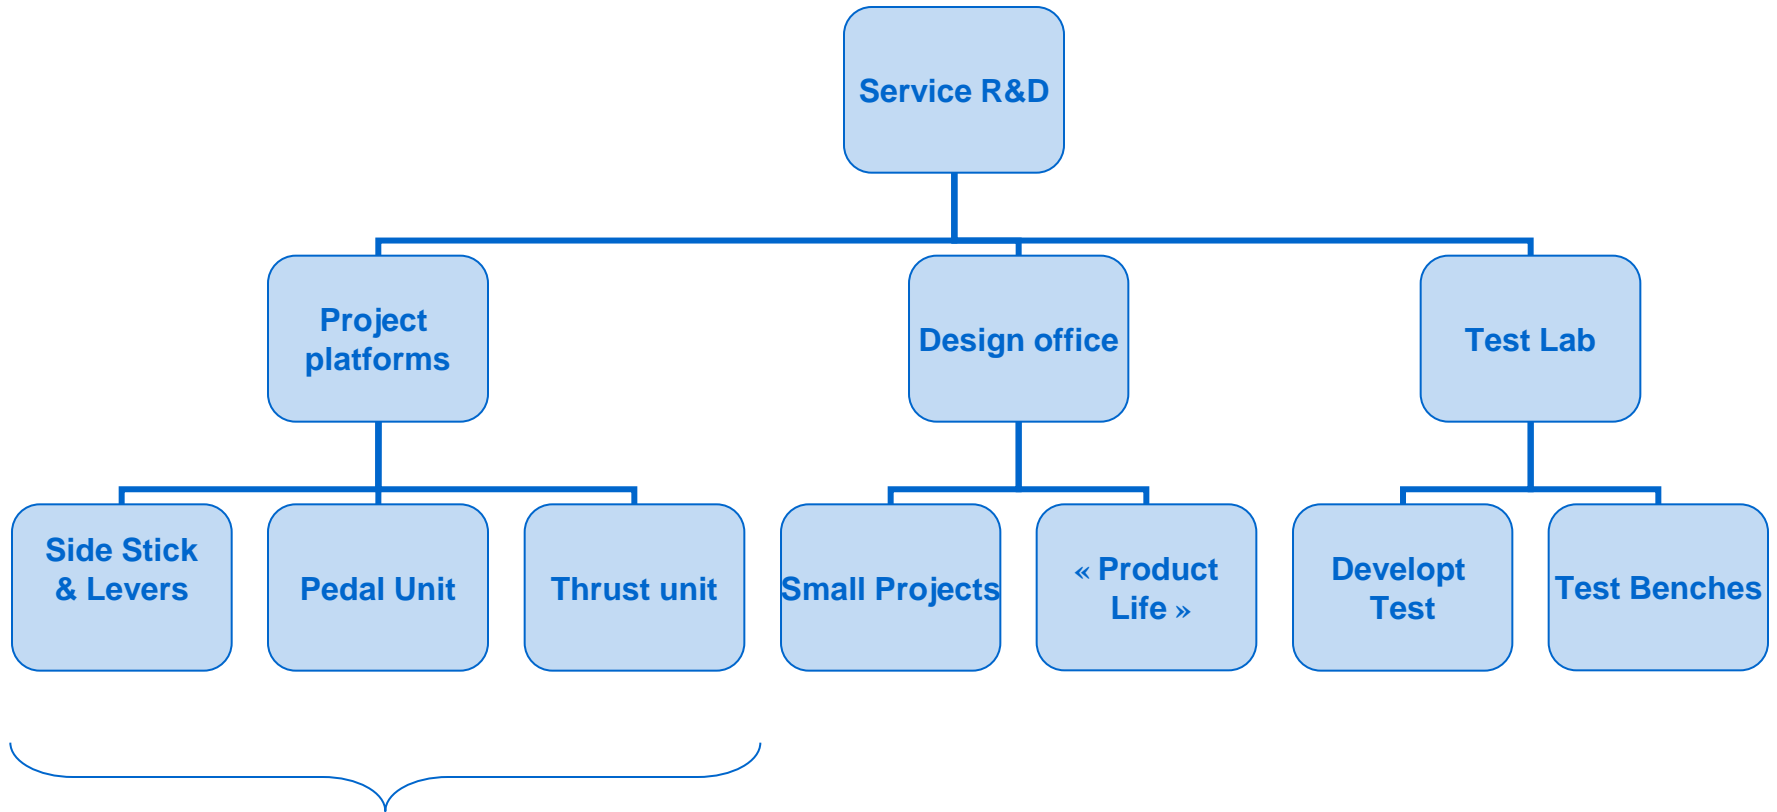 Service R&D
Project
platforms
Design office
Test Lab
Side Stick
& Levers
Pedal Unit
Thrust unit
Small Projects
« Product
Life »
Developt
Test
Test Benches